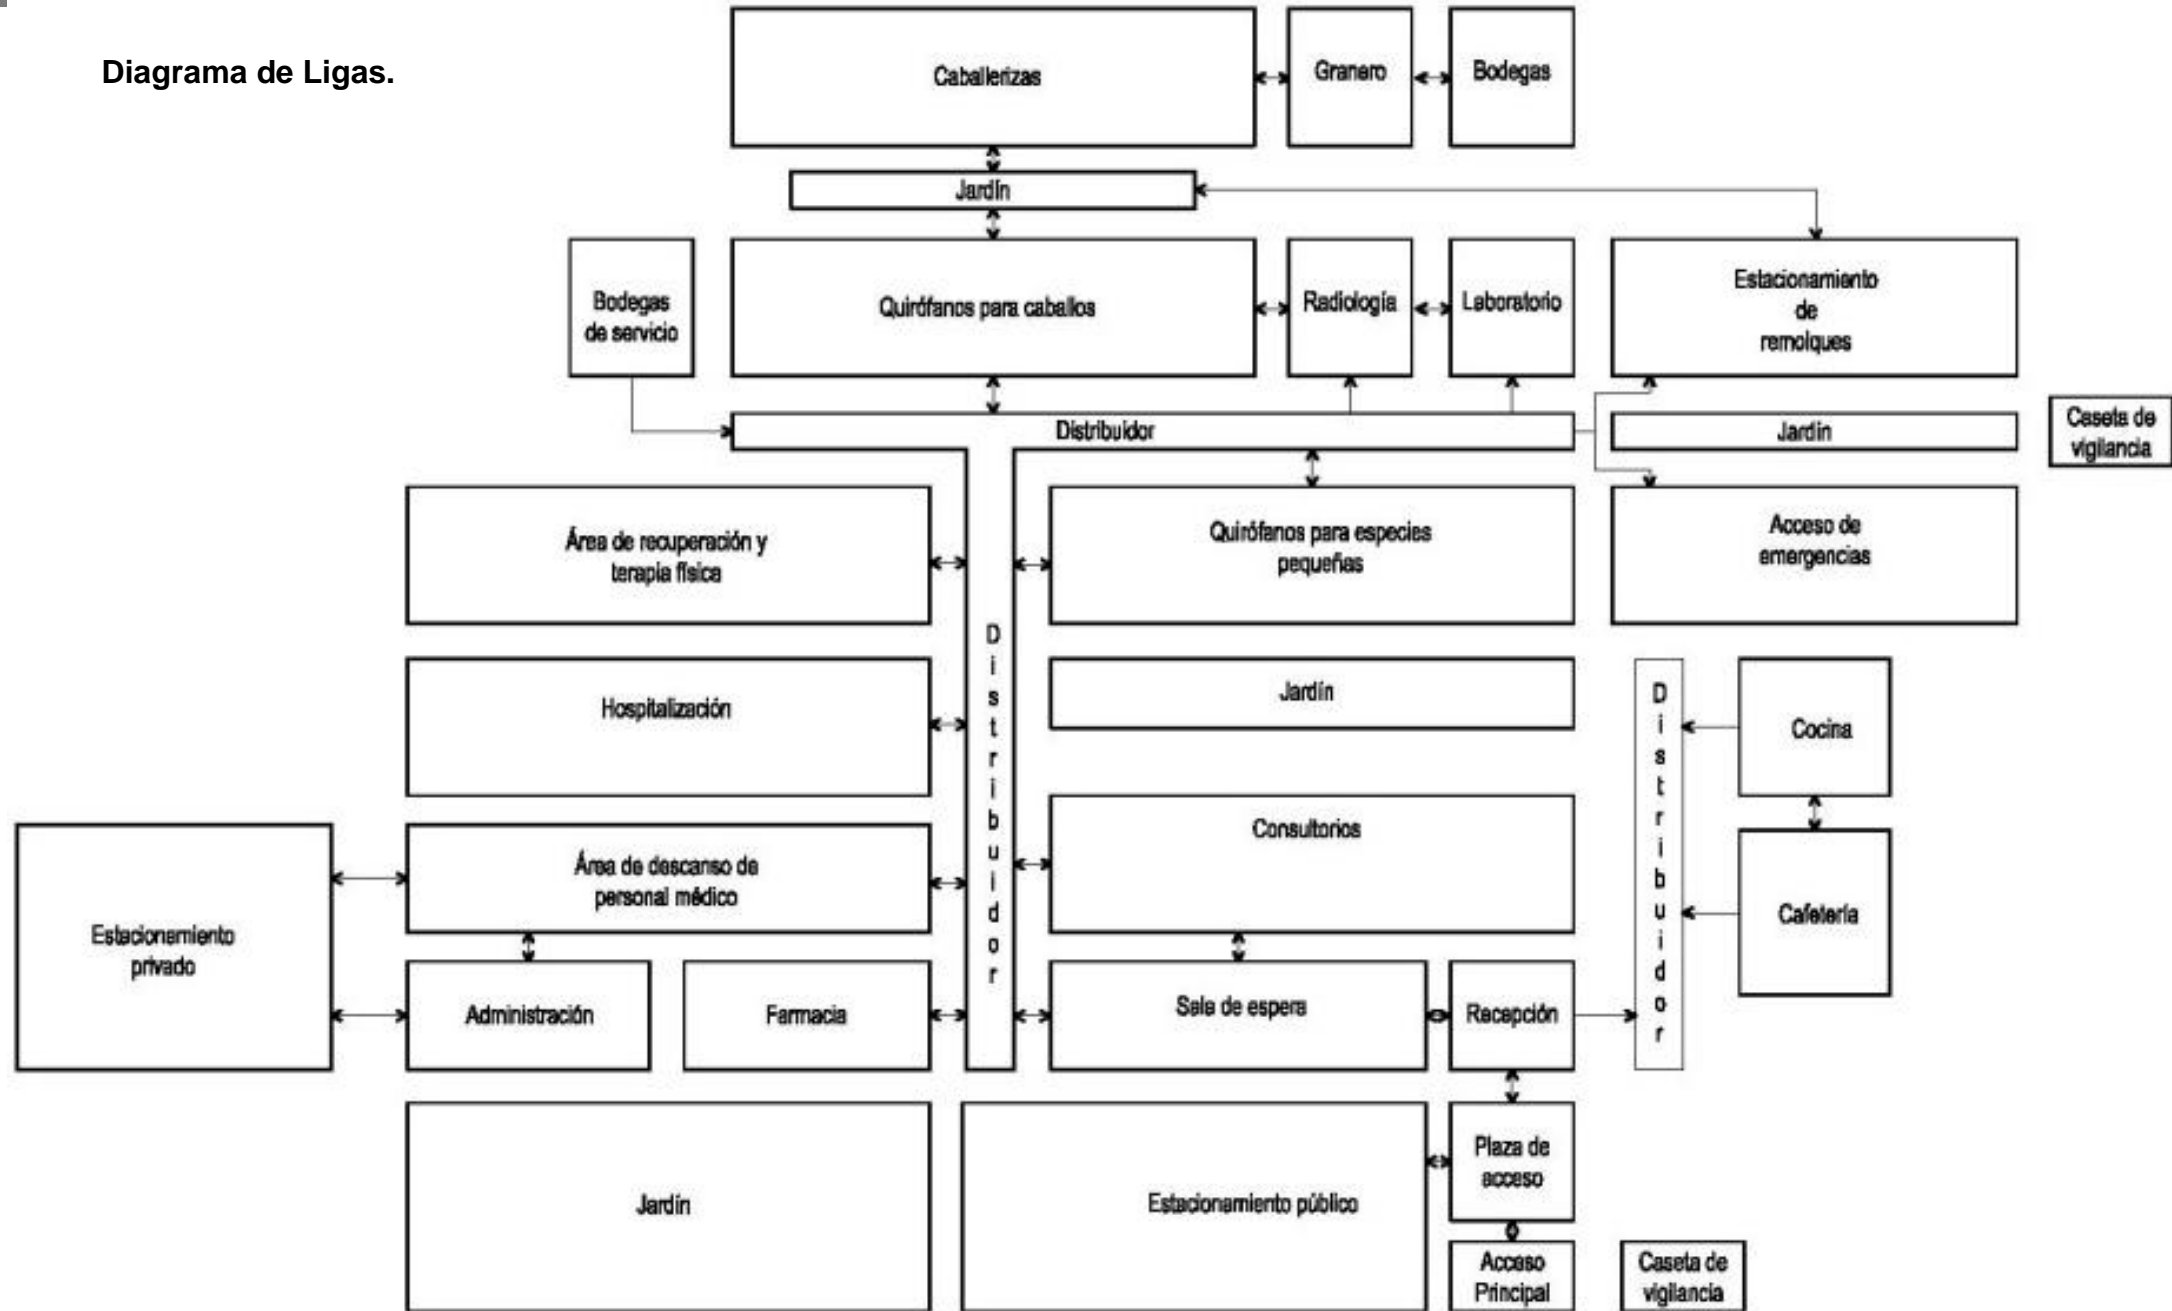 Diagrama de Ligas.
Caballerizas
Granero
Bodegas
Jardín
Bodegas
de servicio
Quirófanos para caballos
Radiología
Laboratorio
Estacionamiento
de
remolques
Distribuidor
Jardín
Caseta de
vigilancia
Área de recuperación y
terapia física
Quirófanos para especies
pequeñas
Acceso de
emergencias
Distribuidor
Hospitalización
Jardín
Distribuidor
Cocina
Consultorios
Estacionamiento
privado
Área de descanso de
personal médico
Cafetería
Administración
Farmacia
Sala de espera
Recepción
Jardín
Estacionamiento público
Plaza de
acceso
Acceso
Principal
Caseta de
vigilancia